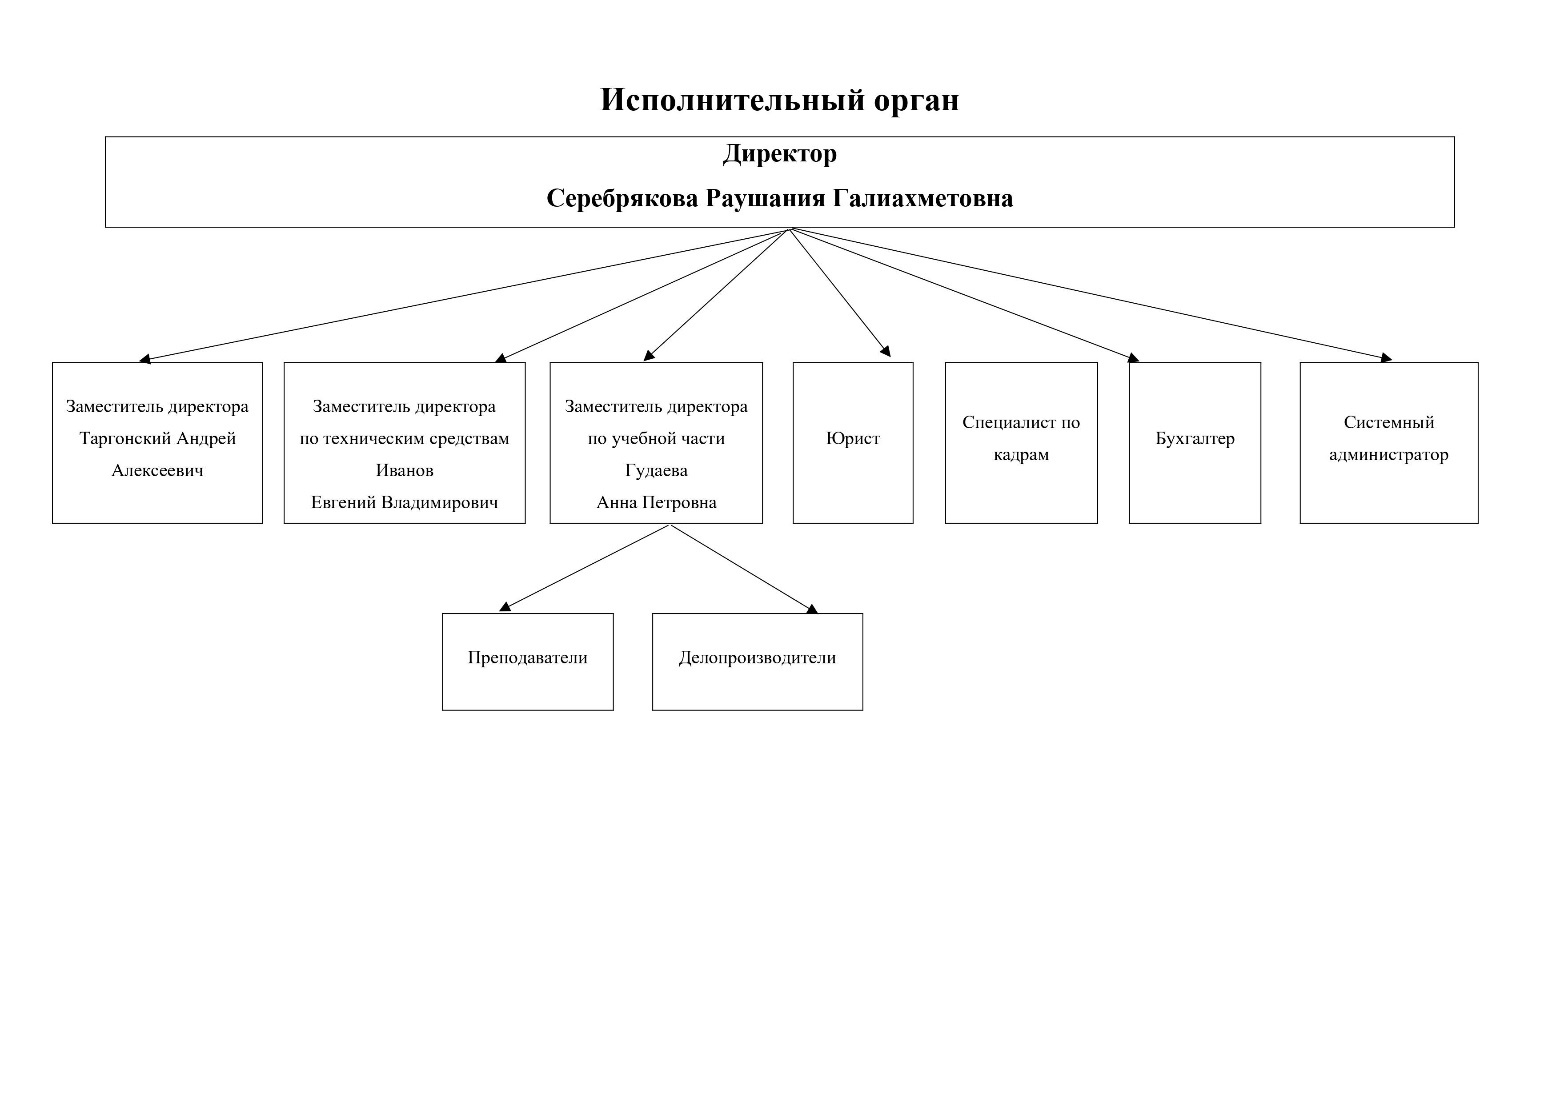 Исполнительный орган
Директор
Серебрякова Раушания Галиахметовна
Заместитель директора
Таргонский Андрей
Алексеевич
Заместитель директора
по техническим средствам
Иванов
Евгений Владимирович
Заместитель директора
по учебной части
Гудаева
Анна Петровна
Юрист
Специалист по
кадрам
Бухгалтер
Системный
администратор
Преподаватели
Делопроизводители